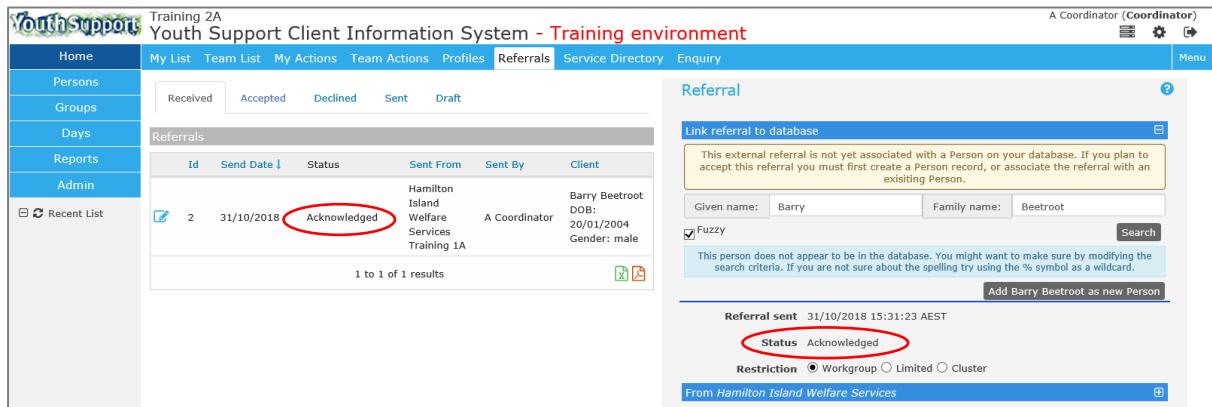 Youth Support
Training 2A
Youth Support Client Information System - Training environment
A Coordinator (Coordinator)
Home
Persons
Groups
Days
Reports
Admin
Recent List
My List Team List My Actions Team Actions Profiles Referrals Service Directory Enquiry
Menu
Received Accepted Declined Sent Draft
Referrals
Id Send Date Status Sent From Sent By Client
2 31/10/2018 Acknowledged
Hamilton
Island
Welfare
Services
Training 1A
A Coordinator
Barry Beetroot
DOB:
20/01/2004
Gender: male
1 to 1 of 1 results
Referral
?
Link referral to database
This external referral is not yet associated with a Person on your database. If you plan to
accept this referral you must first create a Person record, or associate the referral with an
exisiting Person.
Given name: Barry Family name: Beetroot
Fuzzy
Search
This person does not appear to be in the database. You might want to make sure by modifying the
search criteria. If you are not sure about the spelling try using the % symbol as a wildcard.
Add Barry Beetroot as new Person
Referral sent 31/10/2018 15:31:23 AEST
Status Acknowledged
Restriction Workgroup Limited Cluster
From Hamilton Island Welfare Services